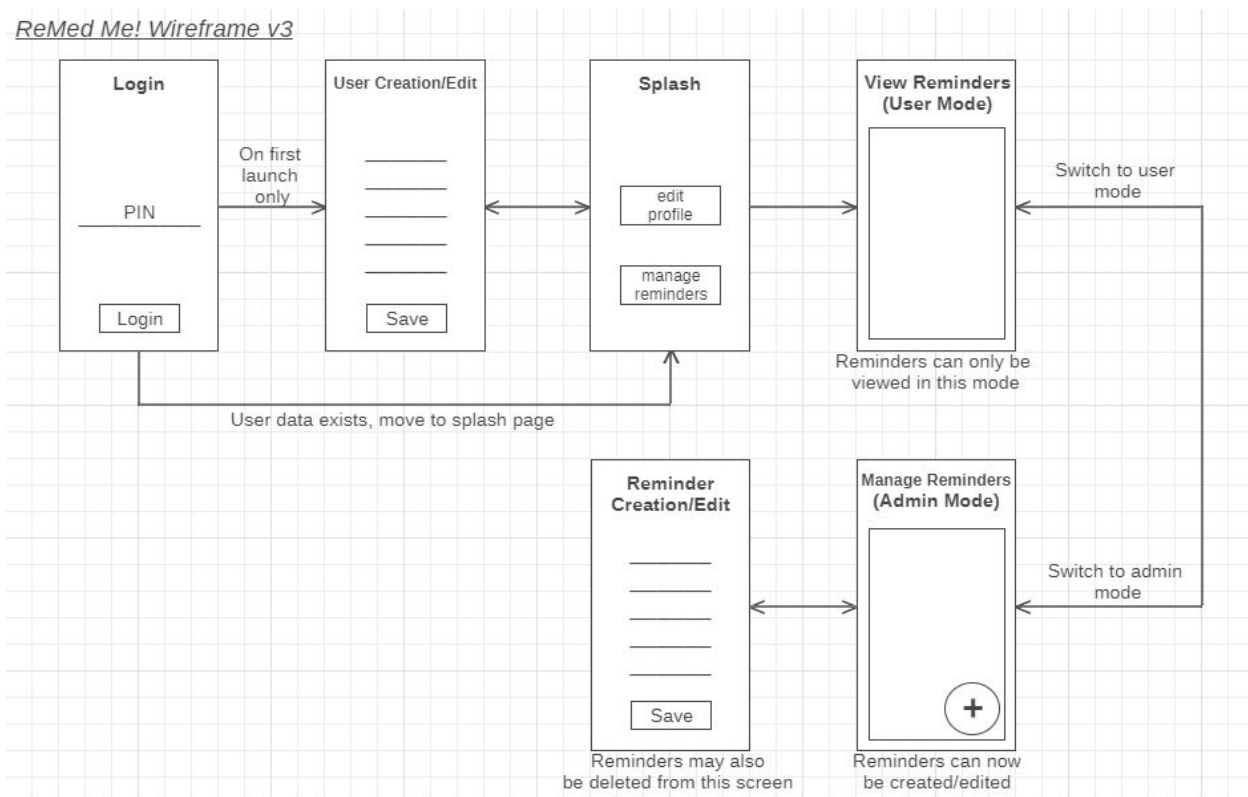 ReMed Me! Wireframe v3
Login
PIN
Login
On first
launch
only
User Creation/Edit
Save
Splash
edit
profile
manage
reminders
View Reminders
(User Mode)
Reminders can only be
viewed in this mode
Switch to user
mode
User data exists, move to splash page
Reminder
Creation/Edit
Save
Reminders may also
be deleted from this screen
Manage Reminders
(Admin Mode)
+
Reminders can now
be created/edited
Switch to admin
mode